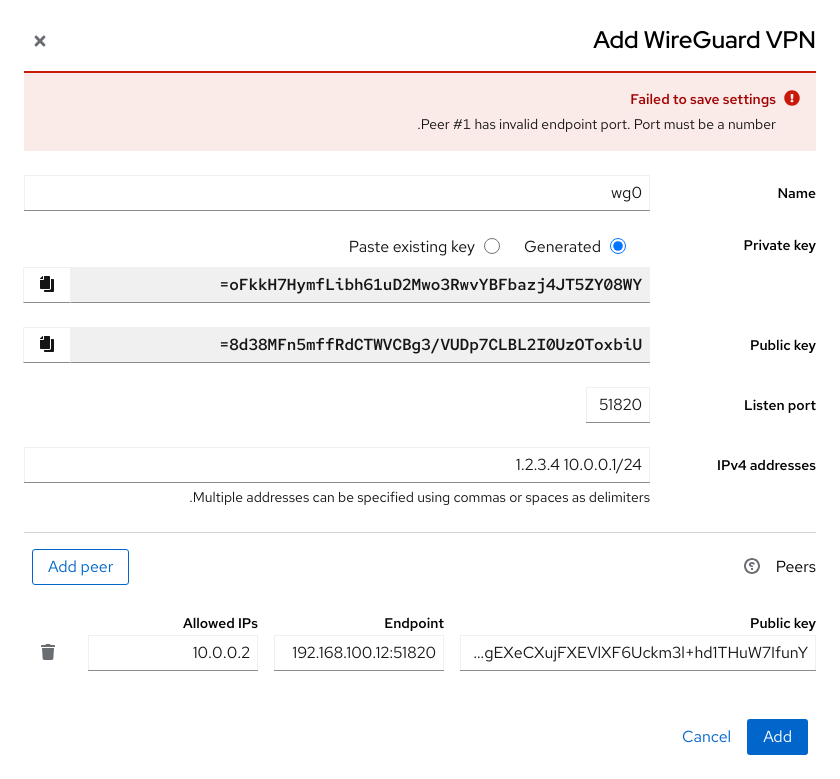 Add WireGuard VPN
Failed to save settings
.Peer #1 has invalid endpoint port. Port must be a number
Name
wg0
Private key
Generated
Paste existing key
=oFkkH7HymfLibh61uD2Mwo3RwvYBFbazj4JT5ZY08WY
Public key
=8d38MFn5mffRdCTWVCBg3/VUDp7CLBL2I0UzOToxbiU
Listen port
51820
IPv4 addresses
1.2.3.4 10.0.0.1/24
.Multiple addresses can be specified using commas or spaces as delimiters
Peers
Add peer
Public key
Endpoint
Allowed IPs
...gEXeCXujFXEVlXF6Uckm3l+hd1THuW7IfunY
192.168.100.12:51820
10.0.0.2
Add
Cancel